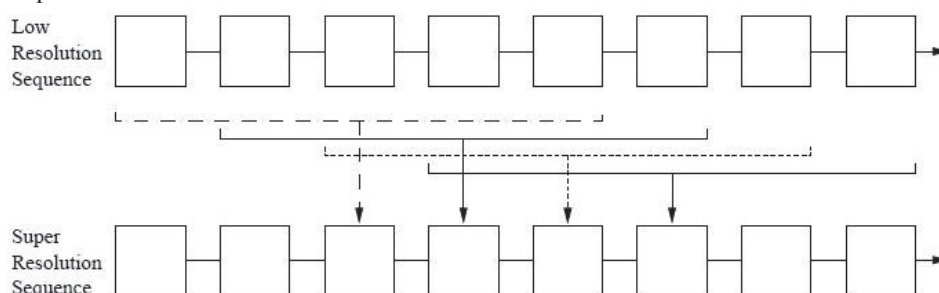 Low
Resolution
Sequence
Super
Resolution
Sequence